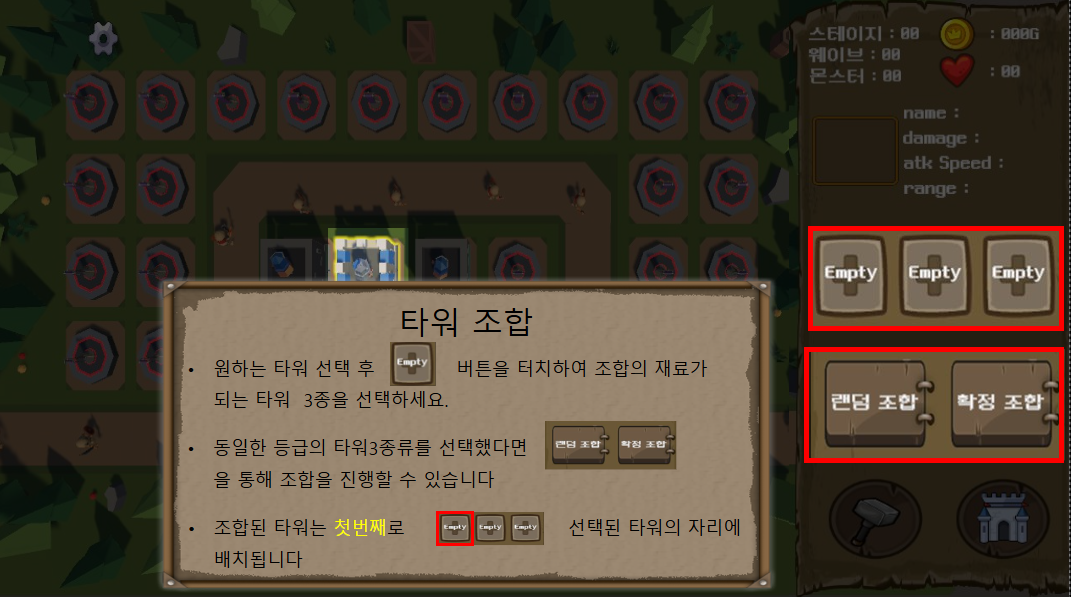 스테이지 : 00
: 000G
웨이브 : 00
몬스터 : 00
: 00
name :
damage :
atk Speed :
range :
Empty Empty Empty
랜덤 조합 확정 조합
타워 조합
• 원하는 타워 선택 후 Empty 버튼을 터치하여 조합의 재료가
되는 타워 3종을 선택하세요.
• 동일한 등급의 타워3종류를 선택했다면 랜덤 조합 확정 조합
을 통해 조합을 진행할 수 있습니다
• 조합된 타워는 첫번째로 Empty Empty Empty 선택된 타워의 자리에
배치됩니다